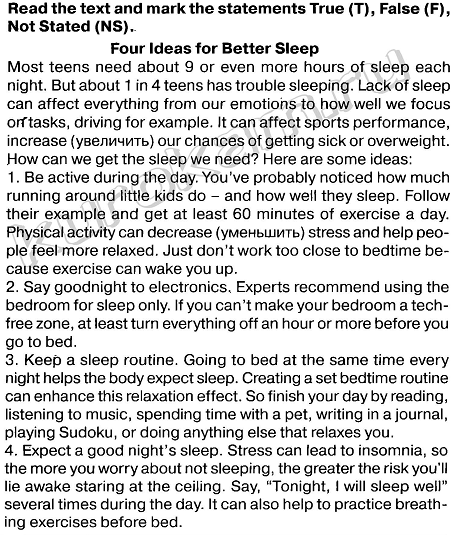 Read the text and mark the statements True (T), False (F),
Not Stated (NS).
Four Ideas for Better Sleep
Most teens need about 9 or even more hours of sleep each
night. But about 1 in 4 teens has trouble sleeping. Lack of sleep
can affect everything from our emotions to how well we focus
on tasks, driving for example. It can affect sports performance,
increase (увеличить) our chances of getting sick or overweight.
How can we get the sleep we need? Here are some ideas:
1. Be active during the day. You've probably noticed how much
running around little kids do – and how well they sleep. Follow
their example and get at least 60 minutes of exercise a day.
Physical activity can decrease (уменьшить) stress and help peo-
ple feel more relaxed. Just don't work too close to bedtime be-
cause exercise can wake you up.
2. Say goodnight to electronics. Experts recommend using the
bedroom for sleep only. If you can't make your bedroom a tech-
free zone, at least turn everything off an hour or more before you
go to bed.
3. Keep a sleep routine. Going to bed at the same time every
night helps the body expect sleep. Creating a set bedtime routine
can enhance this relaxation effect. So finish your day by reading,
listening to music, spending time with a pet, writing in a journal,
playing Sudoku, or doing anything else that relaxes you.
4. Expect a good night's sleep. Stress can lead to insomnia, so
the more you worry about not sleeping, the greater the risk you'll
lie awake staring at the ceiling. Say, "Tonight, I will sleep well"
several times during the day. It can also help to practice breath-
ing exercises before bed.